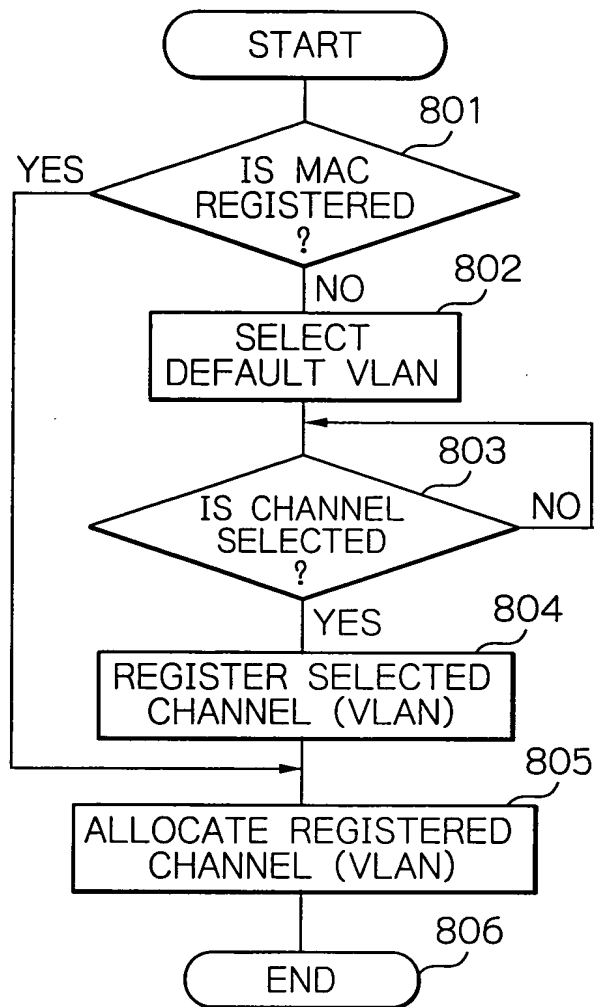 START
801
YES
IS MAC
REGISTERED
?
NO
802
SELECT
DEFAULT VLAN
803
IS CHANNEL
SELECTED
?
NO
YES
804
REGISTER SELECTED
CHANNEL (VLAN)
805
ALLOCATE REGISTERED
CHANNEL (VLAN)
END
806